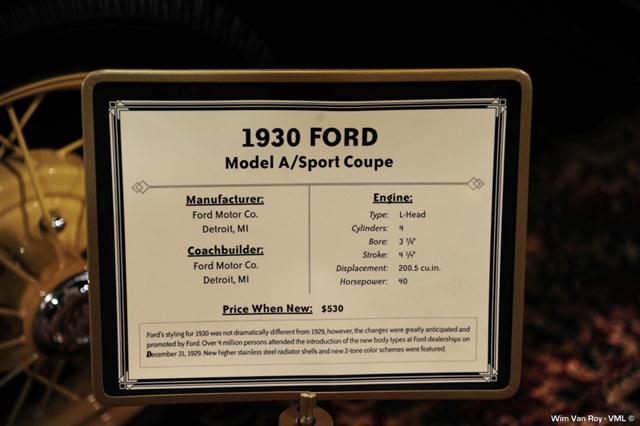 1930 FORD
Model A/Sport Coupe
Manufacturer:
Ford Motor Co.
Detroit, MI
Coachbuilder:
Ford Motor Co.
Detroit, MI
Engine:
Type: L-Head
Cylinders: 4
Bore: 3 7/8"
Stroke: 4 1/4"
Displacement: 200.5 cu.in.
Horsepower: 40
Price When New: $530
Ford's styling for 1930 was not dramatically different from 1929, however, the changes were greatly anticipated and
promoted by Ford. Over 4 million persons attended the introduction of the new body types at Ford dealerships on
December 31, 1929. New higher stainless steel radiator shells and new 2-tone color schemes were featured.
Wim Van Roy - VML ©